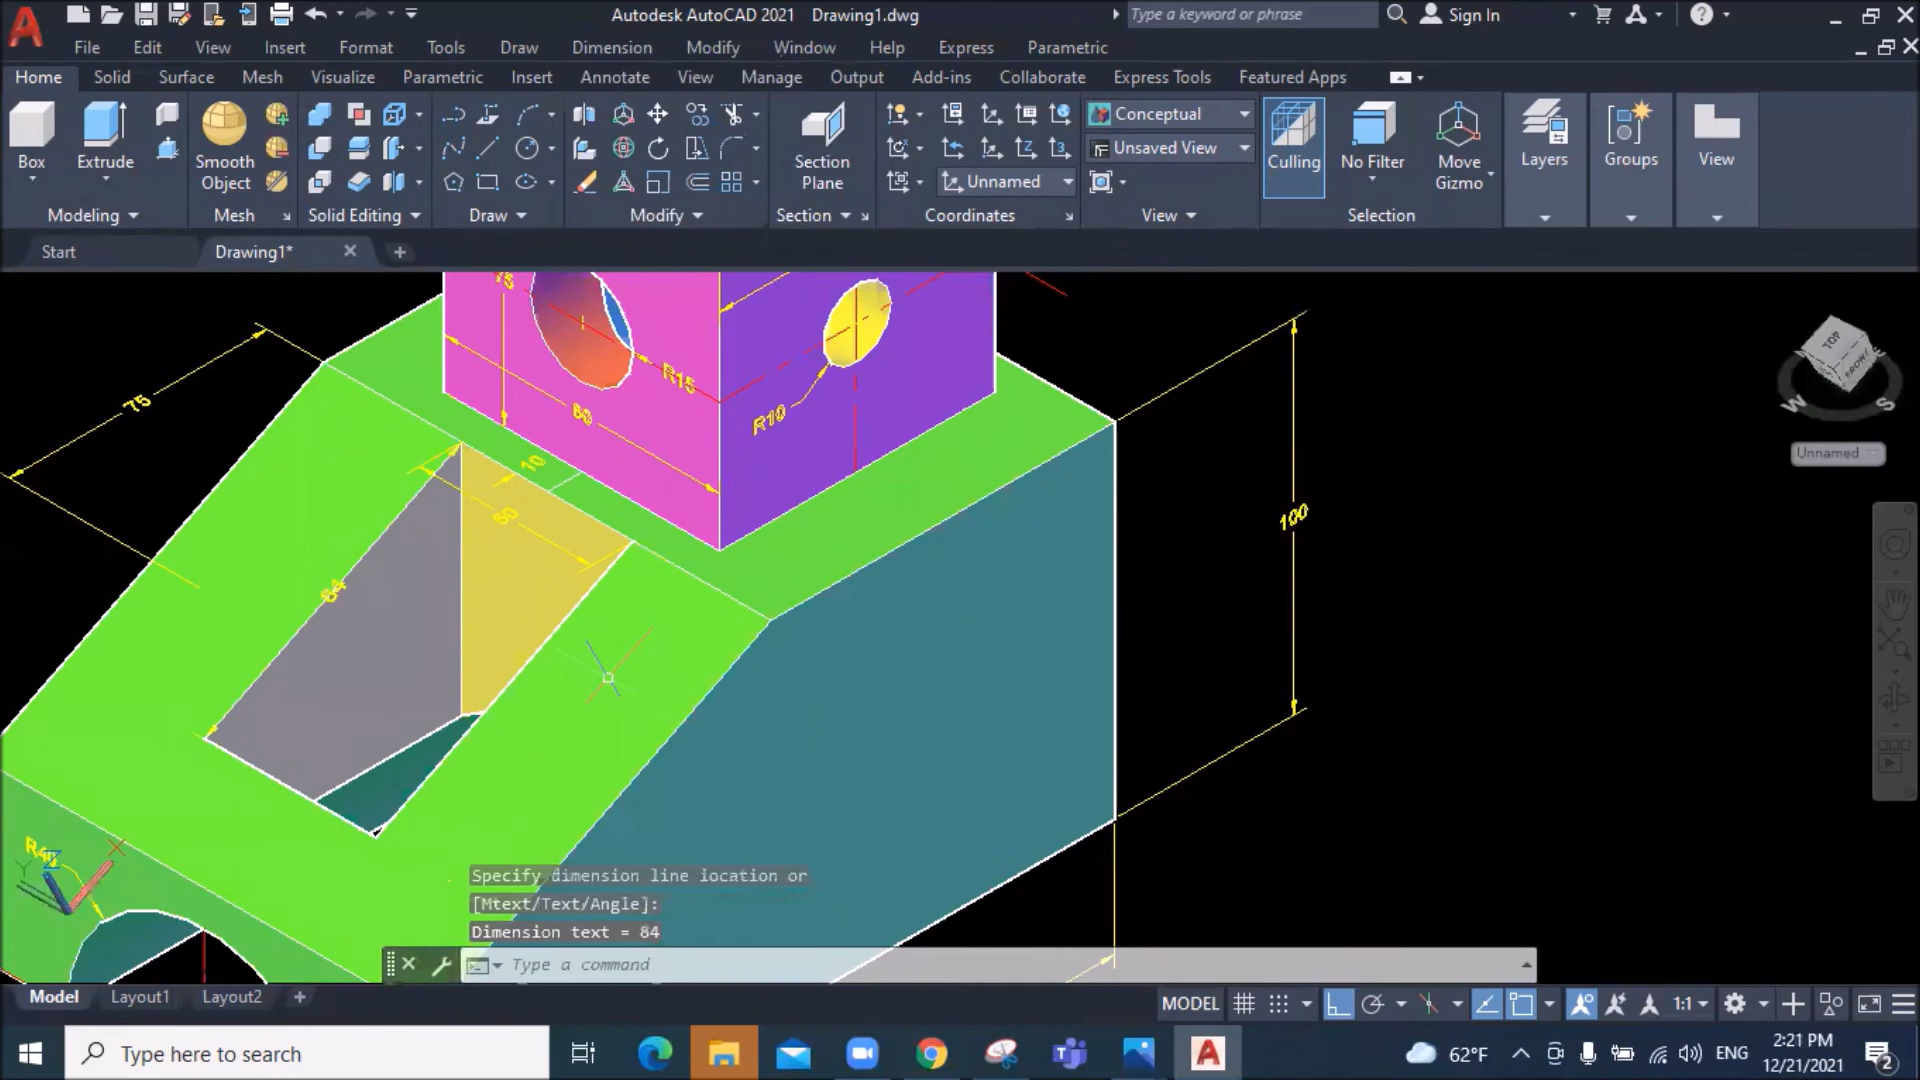 Autodesk AutoCAD 2021 Drawing1.dwg
Type a keyword or phrase
Sign In
File Edit View Insert Format Tools Draw Dimension Modify Window Help Express Parametric
Home Solid Surface Mesh Visualize Parametric Insert Annotate View Manage Output Add-ins Collaborate Express Tools Featured Apps
Box
Extrude
Smooth Object
Section Plane
Conceptual
Unsaved View
Unnamed
Culling
No Filter
Move Gizmo
Layers
Groups
View
Modeling
Mesh
Solid Editing
Draw
Modify
Section
Coordinates
View
Selection
Start
Drawing1*
75
75
R15
60
R10
10
84
100
TOP
FRONT
W
S
Unnamed
X
Y
Z
Specify dimension line location or
[Mtext/Text/Angle]:
Dimension text = 84
Type a command
Model Layout1 Layout2
MODEL
1:1
Type here to search
62°F
ENG
2:21 PM
12/21/2021
2